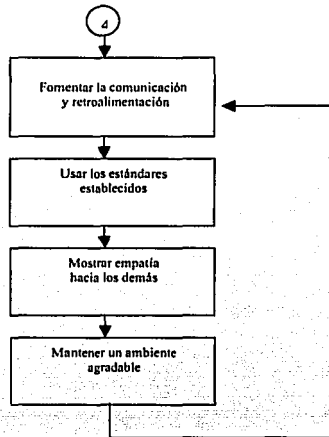 4
Fomentar la comunicación
y retroalimentación
Usar los estándares
establecidos
Mostrar empatía
hacia los demás
Mantener un ambiente
agradable